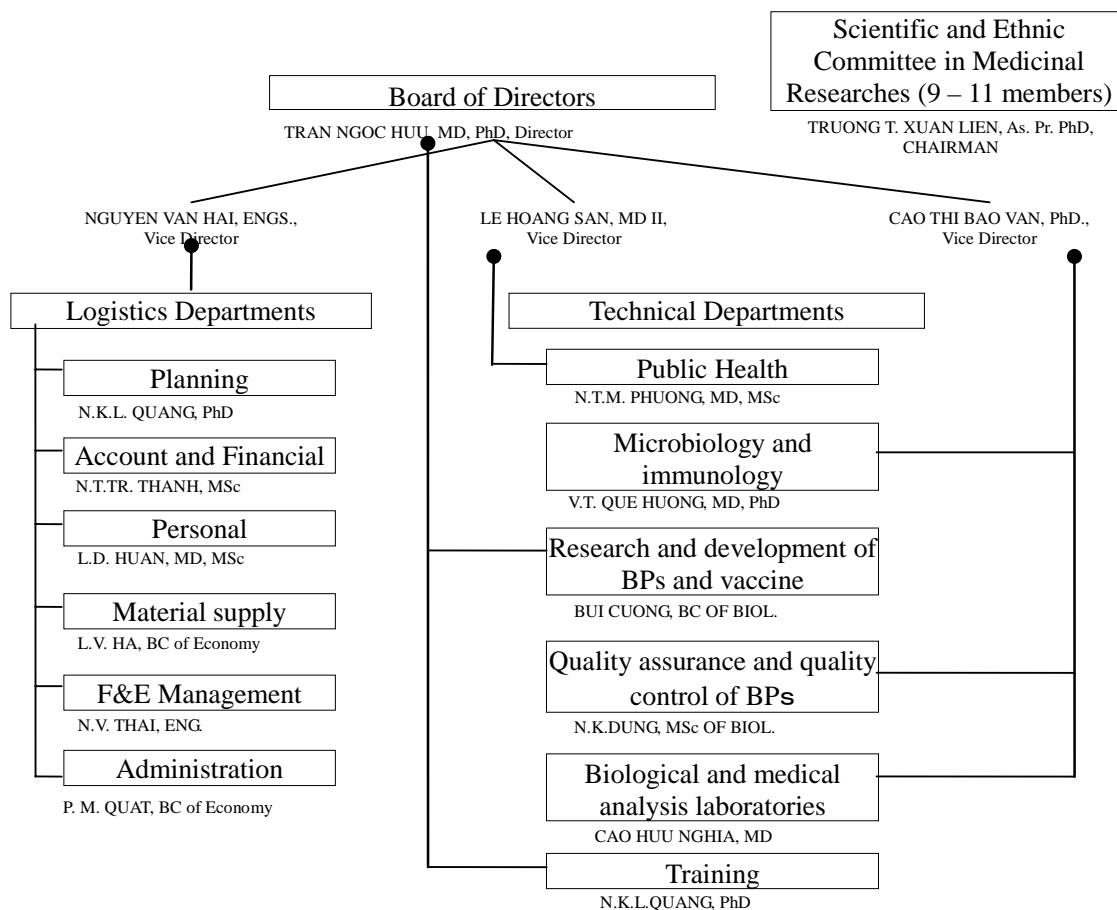 Scientific and Ethnic
Committee in Medicinal
Researches (9 – 11 members)
TRUONG T. XUAN LIEN, As. Pr. PhD,
CHAIRMAN
Board of Directors
TRAN NGOC HUU, MD, PhD, Director
NGUYEN VAN HAI, ENGS.,
Vice Director
LE HOANG SAN, MD II,
Vice Director
CAO THI BAO VAN, PhD.,
Vice Director
Logistics Departments
Planning
N.K.L. QUANG, PhD
Account and Financial
N.T.TR. THANH, MSc
Personal
L.D. HUAN, MD, MSc
Material supply
L.V. HA, BC of Economy
F&E Management
N.V. THAI, ENG.
Administration
P. M. QUAT, BC of Economy
Technical Departments
Public Health
N.T.M. PHUONG, MD, MSc
Microbiology and
immunology
V.T. QUE HUONG, MD, PhD
Research and development of
BPs and vaccine
BUI CUONG, BC OF BIOL.
Quality assurance and quality
control of BPs
N.K.DUNG, MSc OF BIOL.
Biological and medical
analysis laboratories
CAO HUU NGHIA, MD
Training
N.K.L.QUANG, PhD